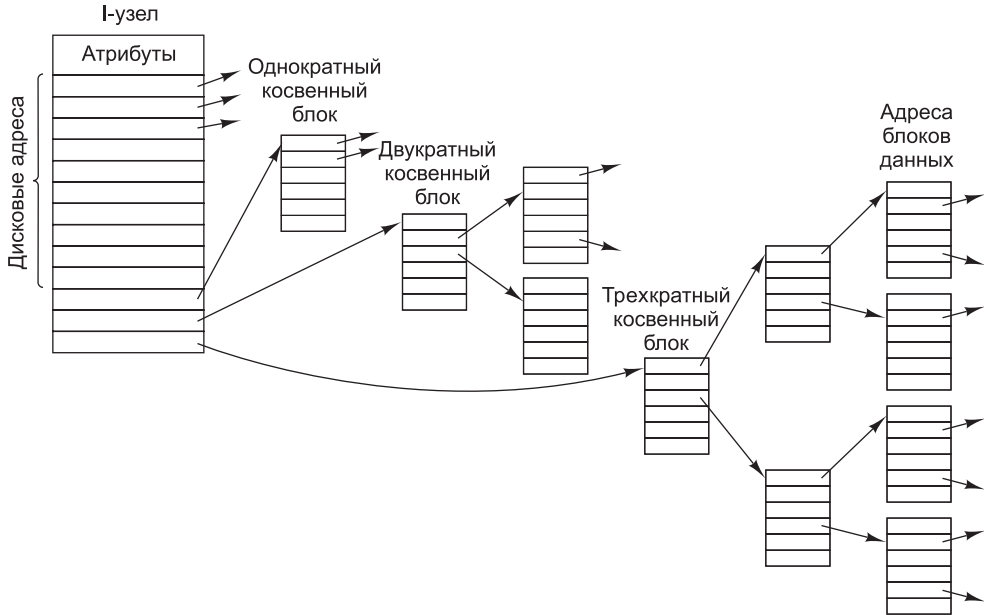 I-узел
Атрибуты
Дисковые адреса
Однократный
косвенный
блок
Двукратный
косвенный
блок
Трехкратный
косвенный
блок
Адреса
блоков
данных